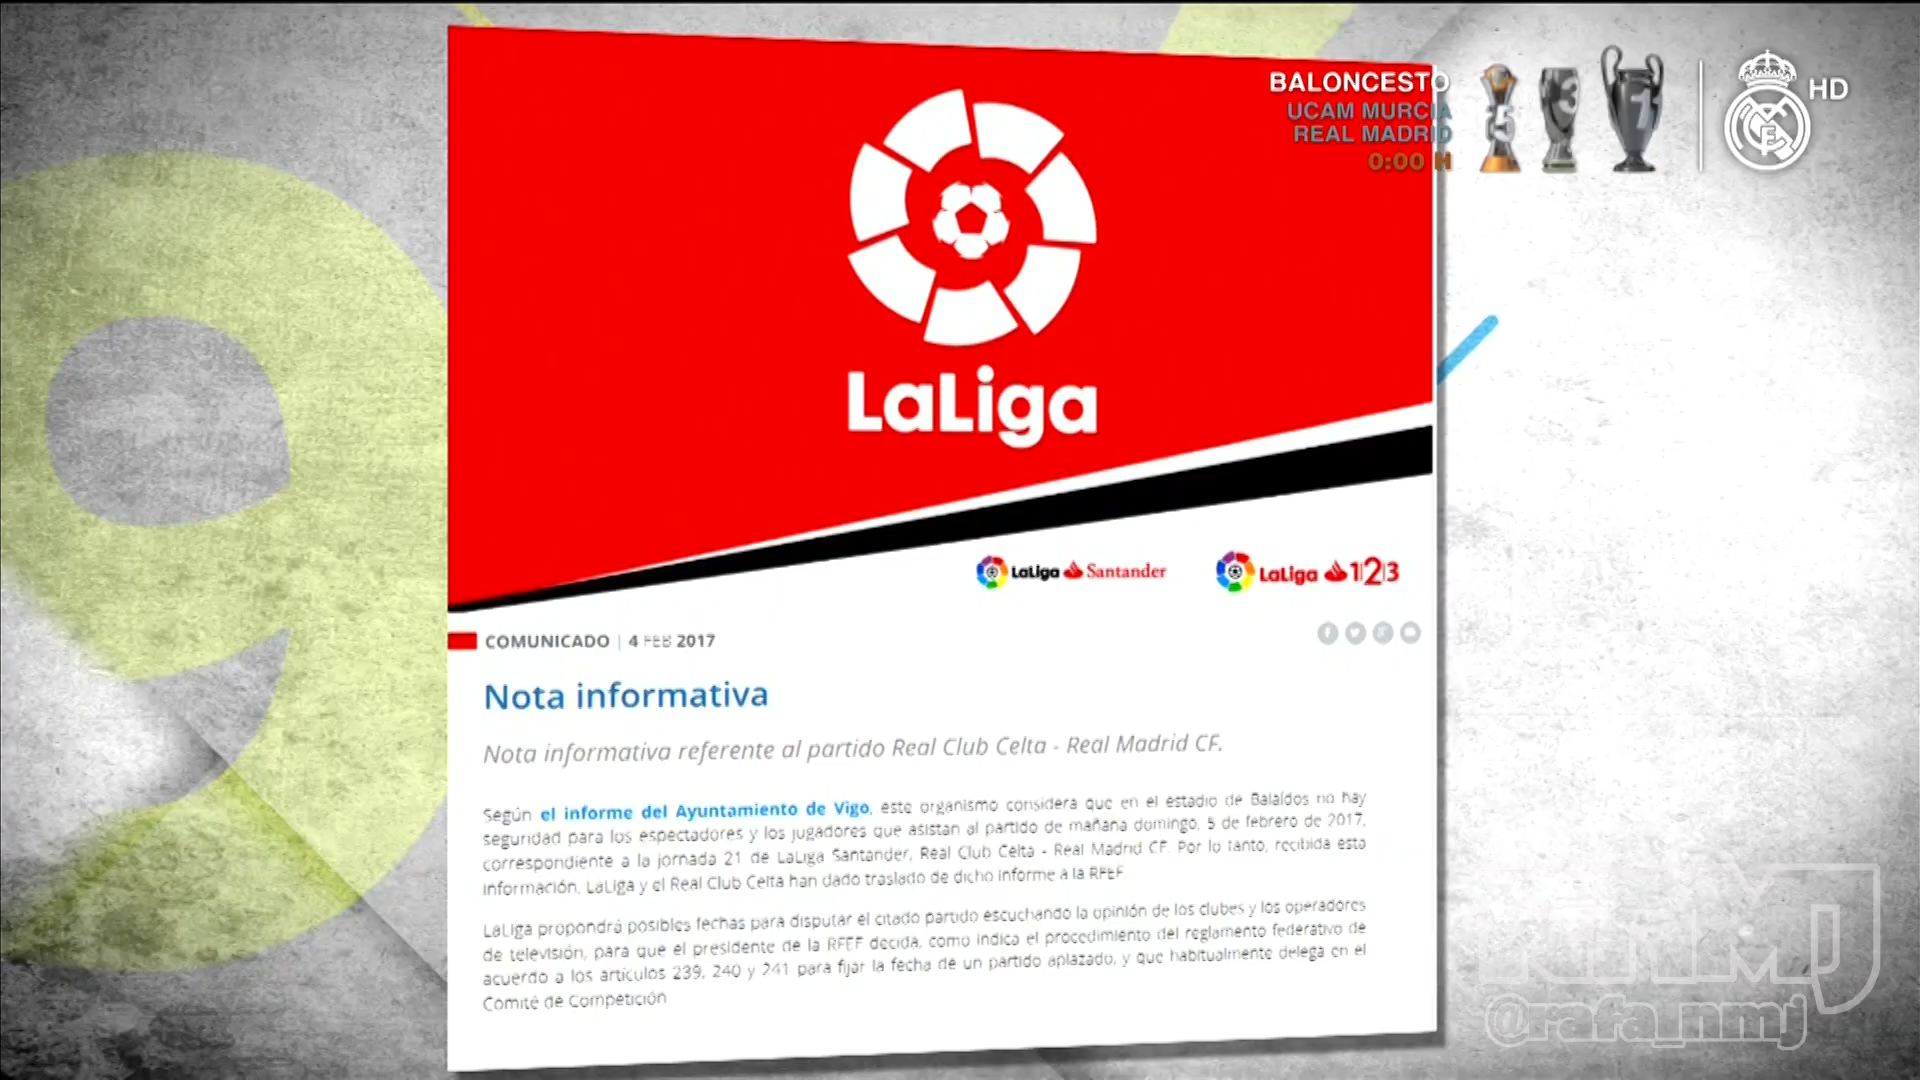 BALONCESTO
UCAM MURCIA
REAL MADRID
0:00 H
HD
LaLiga
LaLiga Santander
LaLiga 1|2|3
COMUNICADO | 4 FEB 2017
Nota informativa
Nota informativa referente al partido Real Club Celta - Real Madrid CF.
Según el informe del Ayuntamiento de Vigo, este organismo considera que en el estadio de Balaídos no hay
seguridad para los espectadores y los jugadores que asistan al partido de mañana domingo, 5 de febrero de 2017,
correspondiente a la jornada 21 de LaLiga Santander, Real Club Celta - Real Madrid CF. Por lo tanto, recibida esta
información, LaLiga y el Real Club Celta han dado traslado de dicho informe a la RFEF
LaLiga propondrá posibles fechas para disputar el citado partido escuchando la opinión de los clubes y los operadores
de televisión, para que el presidente de la RFEF decida, como indica el procedimiento del reglamento federativo de
acuerdo a los artículos 239, 240 y 241 para fijar la fecha de un partido aplazado, y que habitualmente delega en el
Comité de Competición
@rafa_nmj